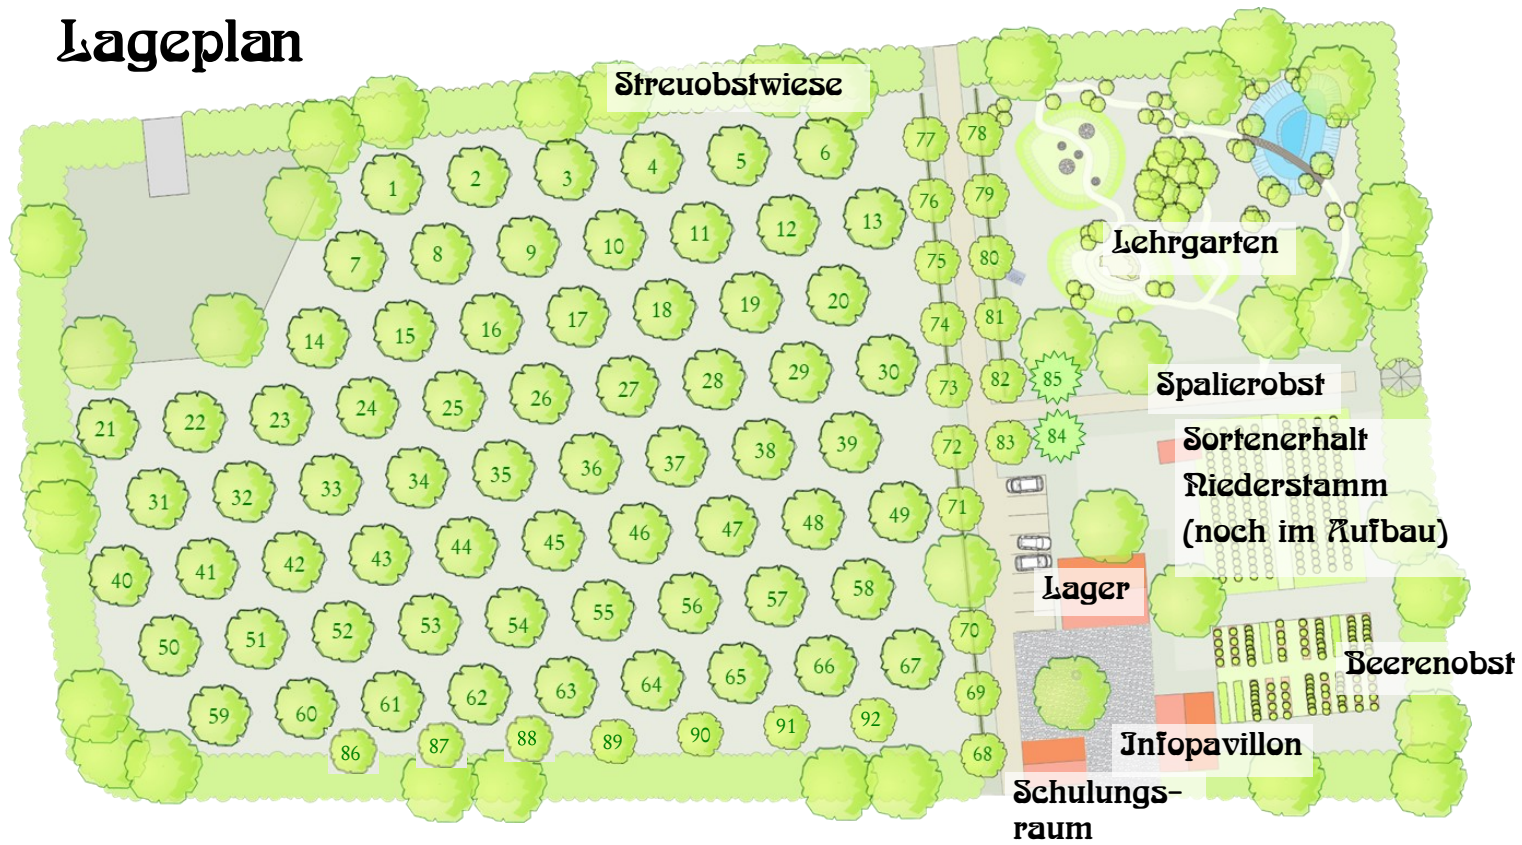 Lageplan
Streuobstwiese
1 2 3 4 5 6 77 78
7 8 9 10 11 12 13 76 79
14 15 16 17 18 19 20 75 80
Lehrgarten
21 22 23 24 25 26 27 28 29 30 74 81
73 82 85
Spalierobst
31 32 33 34 35 36 37 38 39 72 83 84
Sortenerhalt
Niederstamm
(noch im Aufbau)
40 41 42 43 44 45 46 47 48 49 71
Lager
50 51 52 53 54 55 56 57 58 70
Beerenobst
59 60 61 62 63 64 65 66 67 69
86 87 88 89 90 91 92 68
Infopavillon
Schulungs-
raum